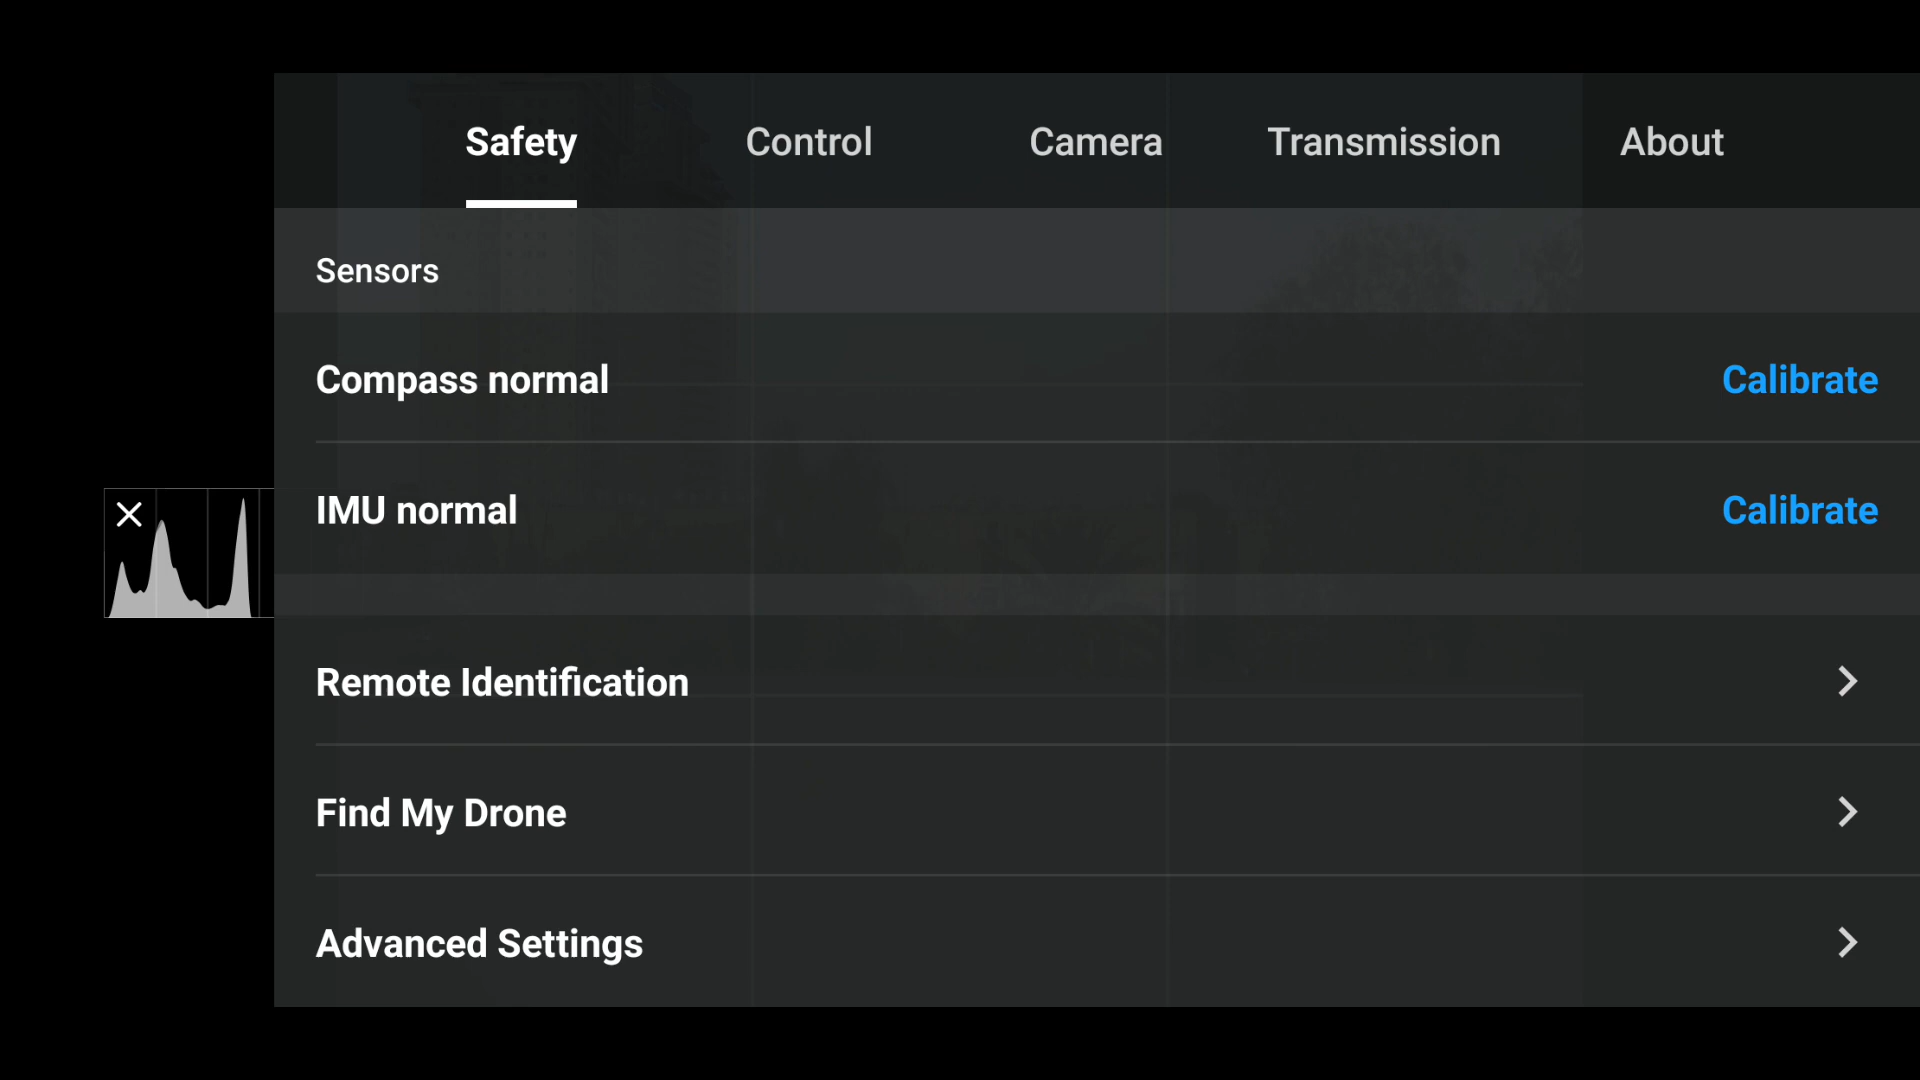 Safety Control Camera Transmission About
Sensors
Compass normal Calibrate
IMU normal Calibrate
Remote Identification
Find My Drone
Advanced Settings